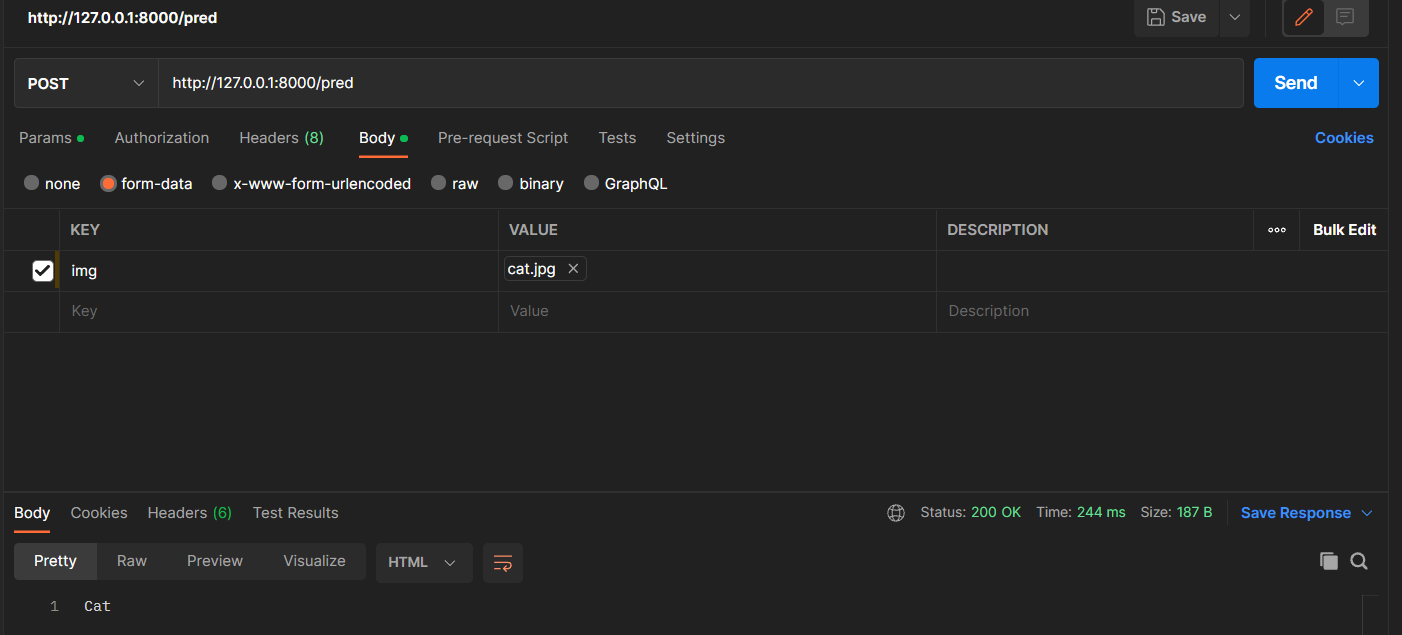 http://127.0.0.1:8000/pred
Save
POST http://127.0.0.1:8000/pred Send
Params Authorization Headers (8) Body Pre-request Script Tests Settings Cookies
none form-data x-www-form-urlencoded raw binary GraphQL
KEY VALUE DESCRIPTION Bulk Edit
img cat.jpg
Key Value Description
Body Cookies Headers (6) Test Results Status: 200 OK Time: 244 ms Size: 187 B Save Response
Pretty Raw Preview Visualize HTML
1 Cat